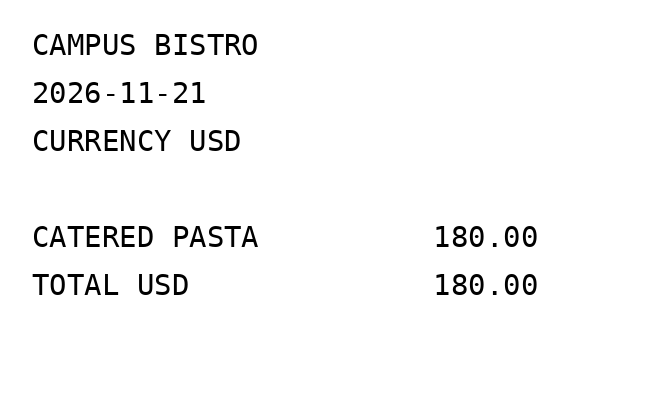 CAMPUS BISTRO
2026-11-21
CURRENCY USD
CATERED PASTA 180.00
TOTAL USD 180.00